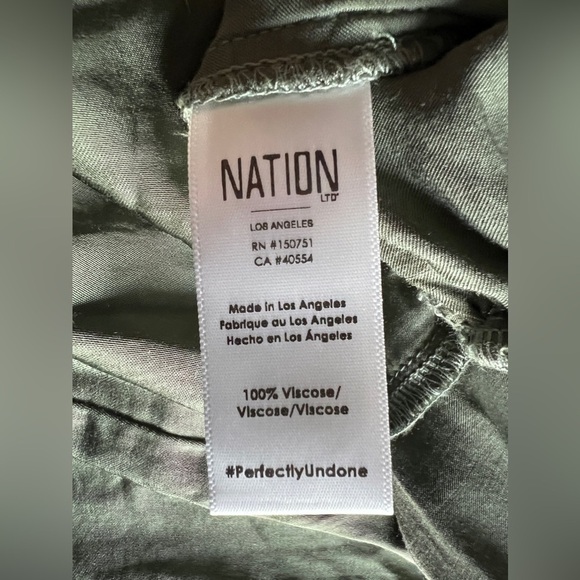 NATION
LTD
LOS ANGELES
RN #150751
CA #40554
Made in Los Angeles
Fabrique au Los Angeles
Hecho en Los Ángeles
100% Viscose/
Viscose/Viscose
#PerfectlyUndone